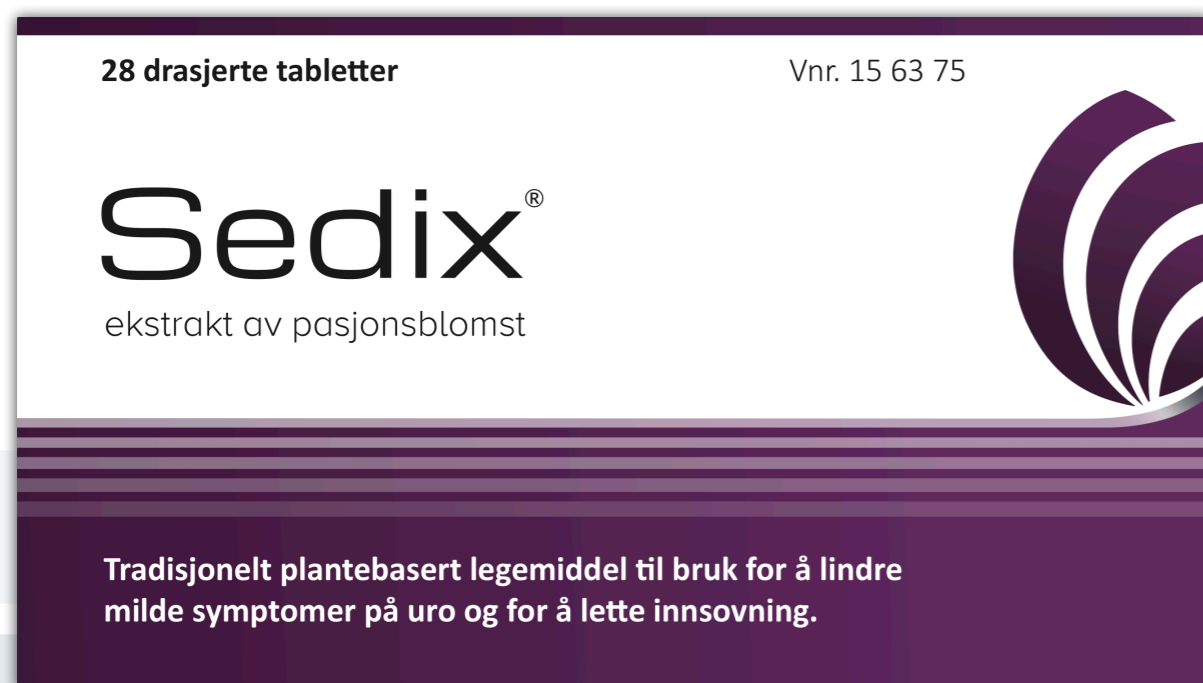 28 drasjerte tabletter
Vnr. 15 63 75
Sedix®
ekstrakt av pasjonsblomst
Tradisjonelt plantebasert legemiddel til bruk for å lindre
milde symptomer på uro og for å lette innsovning.